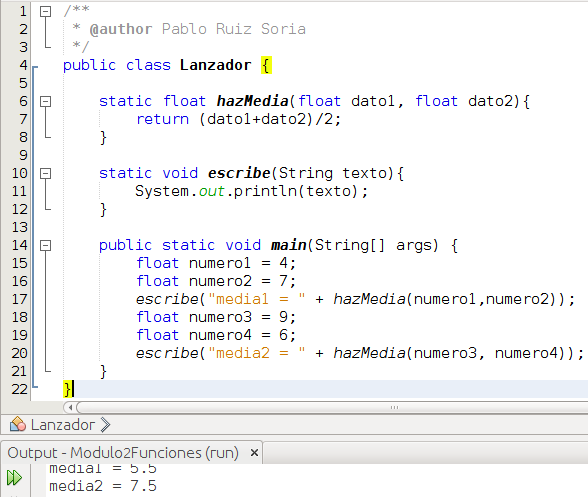 1 /**
2  * @author Pablo Ruiz Soria
3  */
4 public class Lanzador {
5
6     static float hazMedia(float dato1, float dato2){
7         return (dato1+dato2)/2;
8     }
9
10     static void escribe(String texto){
11         System.out.println(texto);
12     }
13
14     public static void main(String[] args) {
15         float numero1 = 4;
16         float numero2 = 7;
17         escribe("media1 = " + hazMedia(numero1,numero2));
18         float numero3 = 9;
19         float numero4 = 6;
20         escribe("media2 = " + hazMedia(numero3, numero4));
21     }
22 }
Lanzador
Output - Modulo2Funciones (run) ×
media1 = 5.5
media2 = 7.5